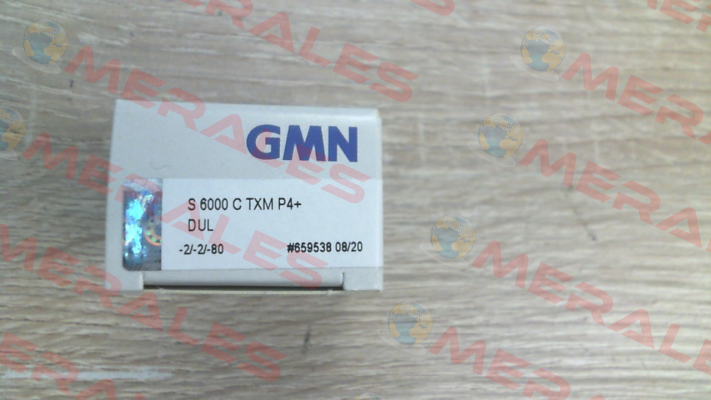 GMN
S 6000 C TXM P4+
DUL
-2/-2/-80 #659538 08/20
MERALES
MERALES
MERALES
MERALES
MERALES